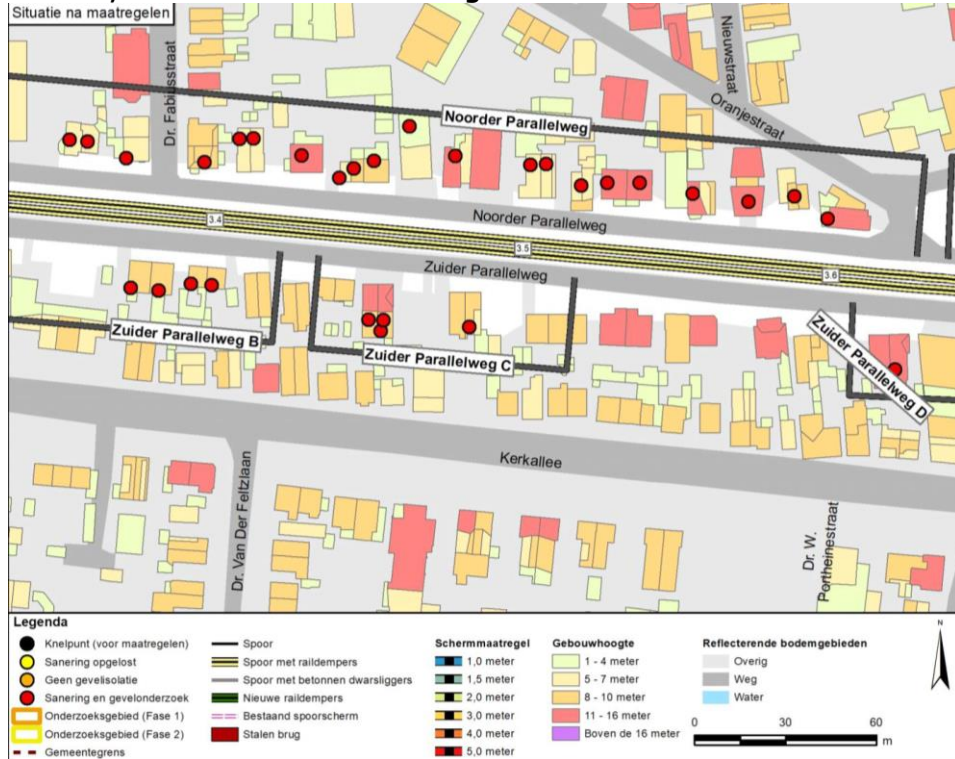 Situatie na maatregelen
Dr. Fabiusstraat
Nieuwstraat
Oranjestraat
Noorder Parallelweg
Noorder Parallelweg
3.4
3.5
3.6
Zuider Parallelweg
Zuider Parallelweg B
Zuider Parallelweg C
Zuider Parallelweg D
Kerkallee
Dr. Van Der Feltzlaan
Dr. W.
Portheinestraat
Legenda
Knelpunt (voor maatregelen)
Sanering opgelost
Geen gevelisolatie
Sanering en gevelonderzoek
Onderzoeksgebied (Fase 1)
Onderzoeksgebied (Fase 2)
Gemeentegrens
Spoor
Spoor met raildempers
Spoor met betonnen dwarsliggers
Nieuwe raildempers
Bestaand spoorscherm
Stalen brug
Schermmaatregel
1,0 meter
1,5 meter
2,0 meter
3,0 meter
4,0 meter
5,0 meter
Gebouwhoogte
1 - 4 meter
5 - 7 meter
8 - 10 meter
11 - 16 meter
Boven de 16 meter
Reflecterende bodemgebieden
Overig
Weg
Water
N
0 30 60
m